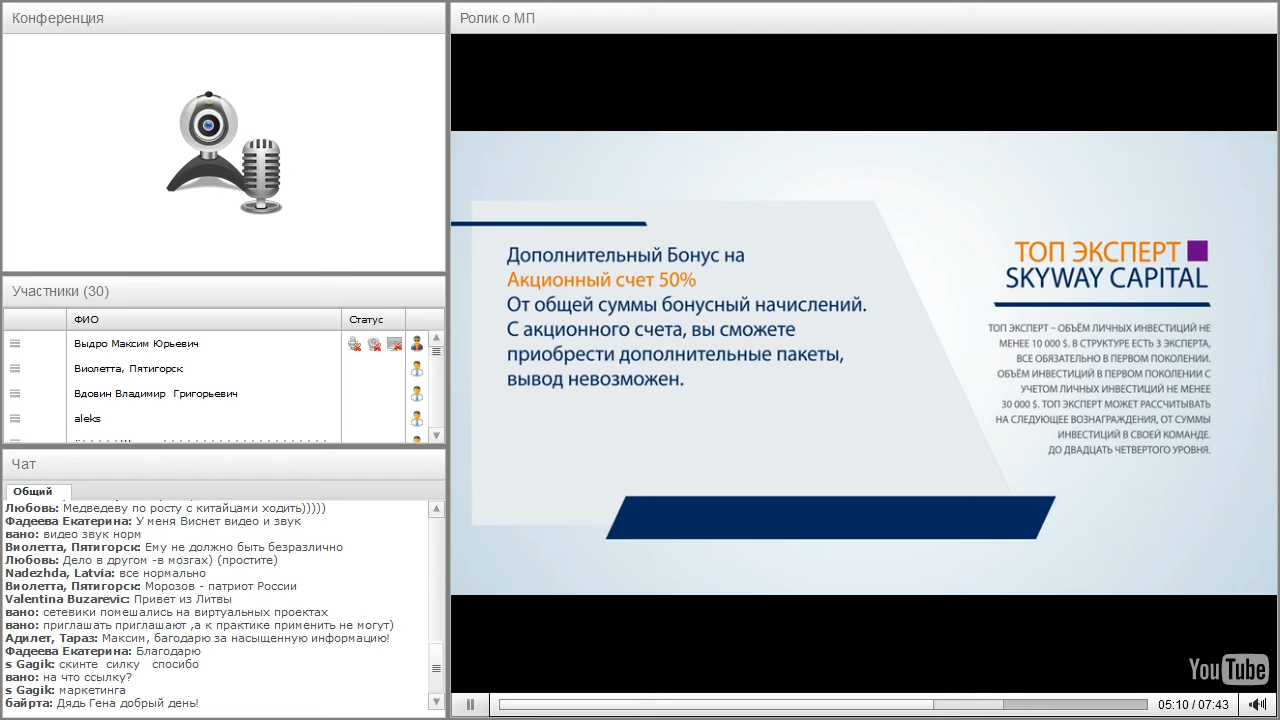 Конференция
Участники (30)
ФИО
Статус
Выдро Максим Юрьевич
Виолетта, Пятигорск
Вдовин Владимир Григорьевич
aleks
Чат
Общий
Любовь: Медведеву по росту с китайцами ходить)))))
Фадеева Екатерина: У меня Виснет видео и звук
вано: видео звук норм
Виолетта, Пятигорск: Ему не должно быть безразлично
Любовь: Дело в другом -в мозгах) (простите)
Nadezhda, Latvia: все нормально
Виолетта, Пятигорск: Морозов - патриот России
Valentina Buzarevic: Привет из Литвы
вано: сетевики помешались на виртуальных проектах
вано: приглашать приглашают ,а к практике применить не могут)
Адилет, Тараз: Максим, багодарю за насыщенную информацию!
Фадеева Екатерина: Благодарю
s Gagik: скинте силку спосибо
вано: на что ссылку?
s Gagik: маркетинга
байрта: Дядь Гена добрый день!
Ролик о МП
Дополнительный Бонус на
Акционный счет 50%
От общей суммы бонусный начислений.
С акционного счета, вы сможете
приобрести дополнительные пакеты,
вывод невозможен.
ТОП ЭКСПЕРТ
SKYWAY CAPITAL
ТОП ЭКСПЕРТ – ОБЪЁМ ЛИЧНЫХ ИНВЕСТИЦИЙ НЕ
МЕНЕЕ 10 000 $. В СТРУКТУРЕ ЕСТЬ 3 ЭКСПЕРТА,
ВСЕ ОБЯЗАТЕЛЬНО В ПЕРВОМ ПОКОЛЕНИИ.
ОБЪЁМ ИНВЕСТИЦИЙ В ПЕРВОМ ПОКОЛЕНИИ С
УЧЕТОМ ЛИЧНЫХ ИНВЕСТИЦИЙ НЕ МЕНЕЕ
30 000 $. ТОП ЭКСПЕРТ МОЖЕТ РАССЧИТЫВАТЬ
НА СЛЕДУЮЩЕЕ ВОЗНАГРАЖДЕНИЯ, ОТ СУММЫ
ИНВЕСТИЦИЙ В СВОЕЙ КОМАНДЕ.
ДО ДВАДЦАТЬ ЧЕТВЕРТОГО УРОВНЯ.
YouTube
05:10 / 07:43